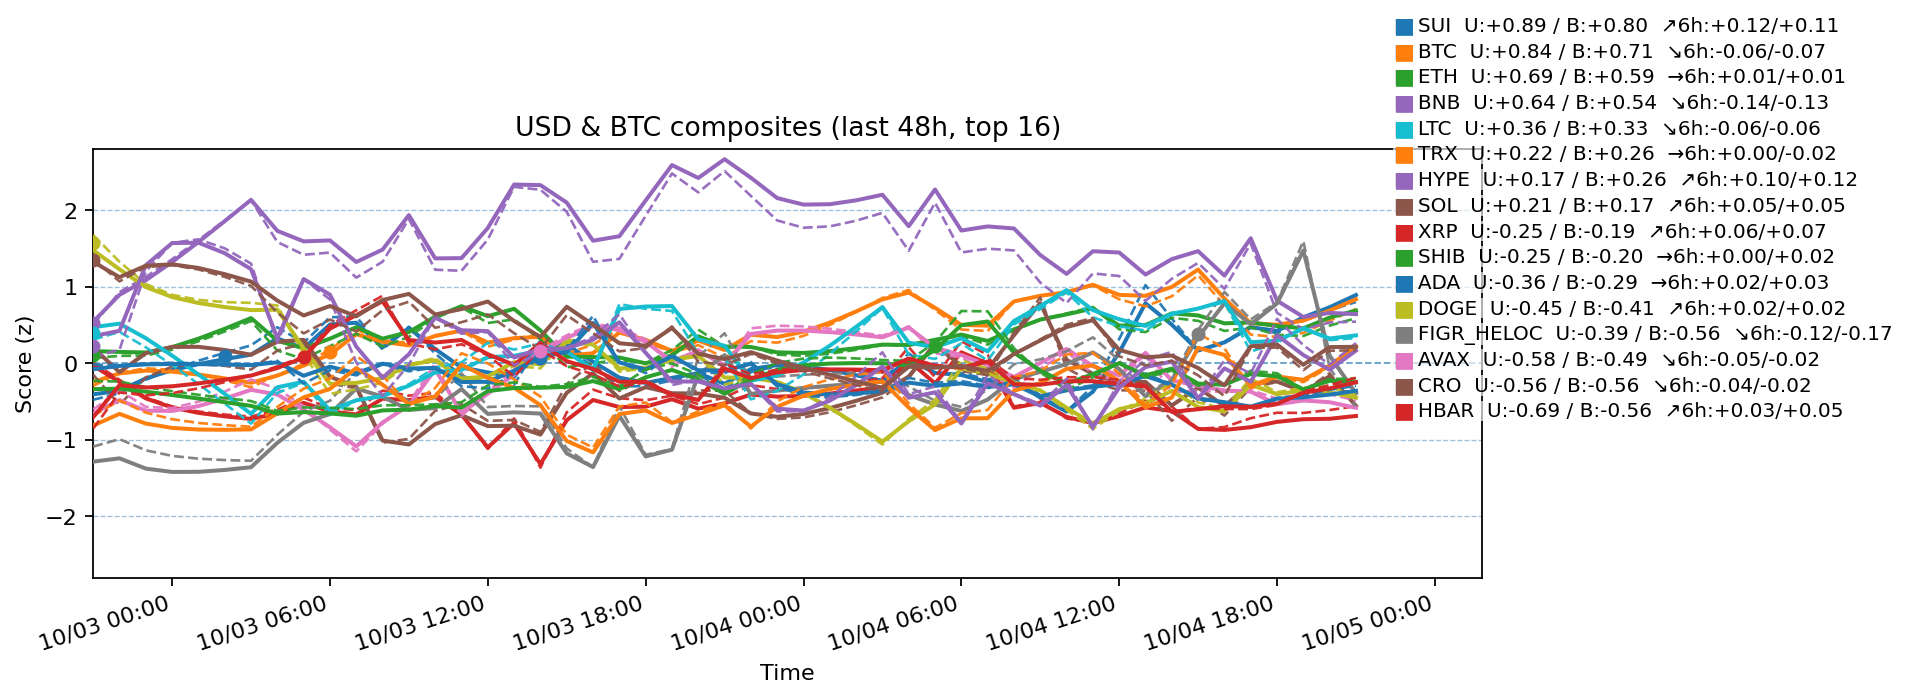 SUI U:+0.89 / B:+0.80 ↗6h:+0.12/+0.11
BTC U:+0.84 / B:+0.71 ↘6h:-0.06/-0.07
ETH U:+0.69 / B:+0.59 →6h:+0.01/+0.01
BNB U:+0.64 / B:+0.54 ↘6h:-0.14/-0.13
LTC U:+0.36 / B:+0.33 ↘6h:-0.06/-0.06
TRX U:+0.22 / B:+0.26 →6h:+0.00/-0.02
HYPE U:+0.17 / B:+0.26 ↗6h:+0.10/+0.12
SOL U:+0.21 / B:+0.17 ↗6h:+0.05/+0.05
XRP U:-0.25 / B:-0.19 ↗6h:+0.06/+0.07
SHIB U:-0.25 / B:-0.20 →6h:+0.00/+0.02
ADA U:-0.36 / B:-0.29 →6h:+0.02/+0.03
DOGE U:-0.45 / B:-0.41 ↗6h:+0.02/+0.02
FIGR_HELOC U:-0.39 / B:-0.56 ↘6h:-0.12/-0.17
AVAX U:-0.58 / B:-0.49 ↘6h:-0.05/-0.02
CRO U:-0.56 / B:-0.56 ↘6h:-0.04/-0.02
HBAR U:-0.69 / B:-0.56 ↗6h:+0.03/+0.05
USD & BTC composites (last 48h, top 16)
Score (z)
2
1
0
−1
−2
10/03 00:00
10/03 06:00
10/03 12:00
10/03 18:00
10/04 00:00
10/04 06:00
10/04 12:00
10/04 18:00
10/05 00:00
Time